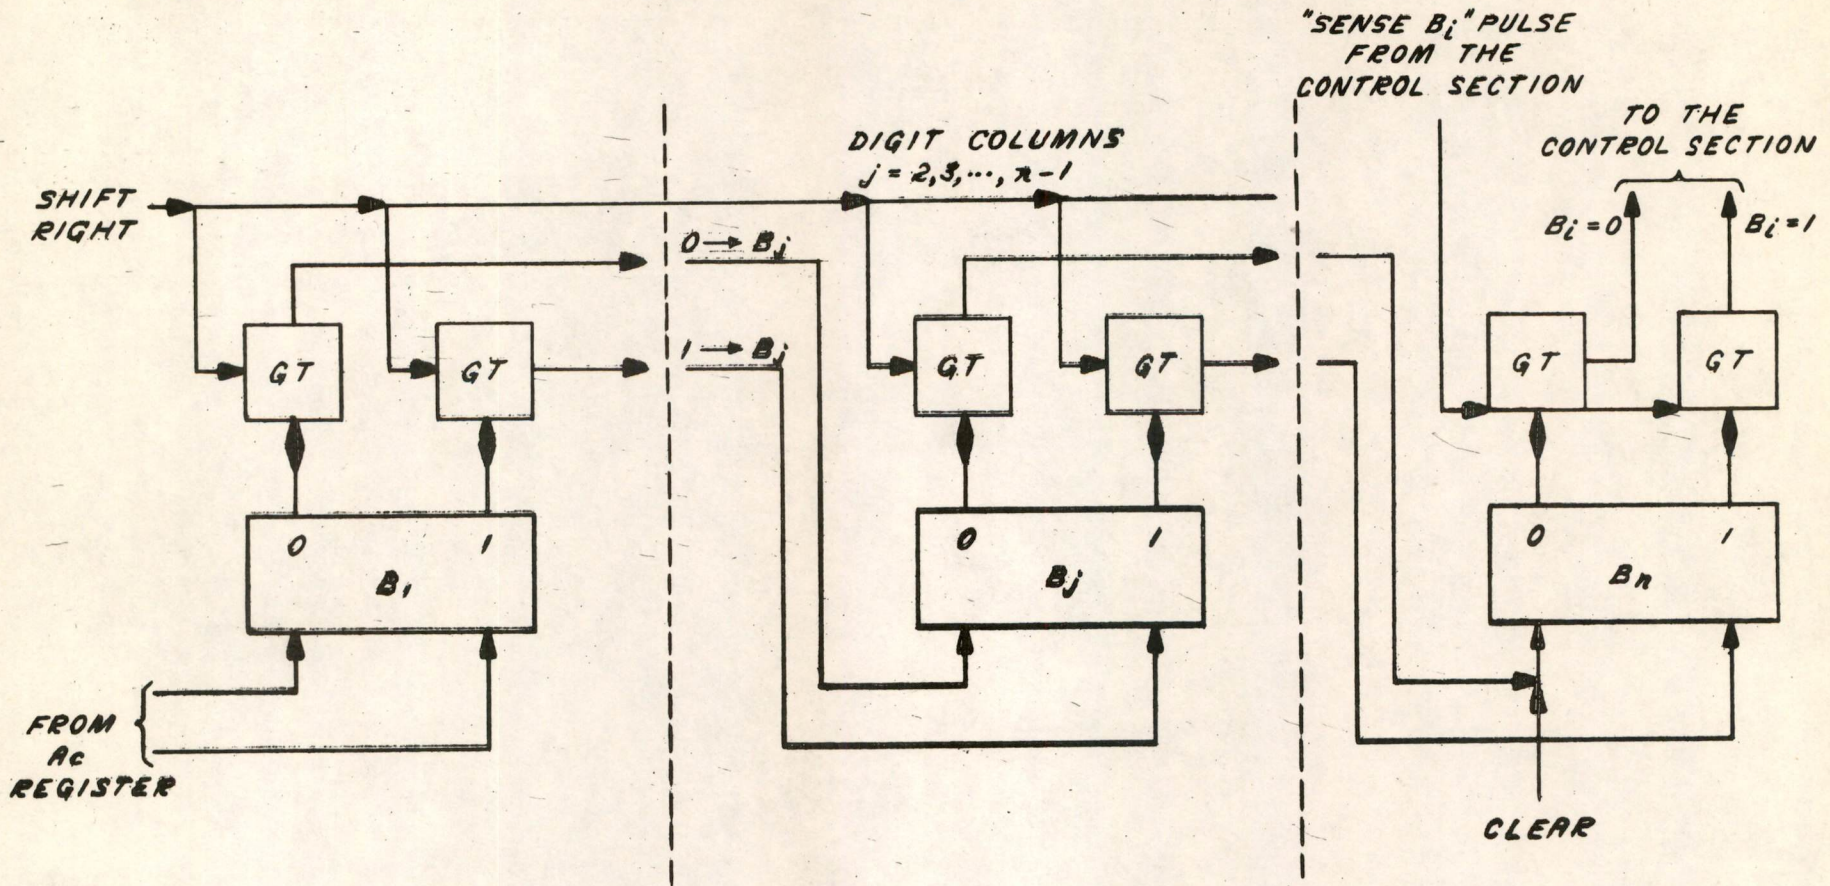 "SENSE Bi" PULSE
FROM THE
CONTROL SECTION
TO THE
CONTROL SECTION
DIGIT COLUMNS
j = 2,3,···, n-1
SHIFT
RIGHT
0 → Bj
Bi = 0
Bi = 1
1 → Bj
GT
GT
GT
GT
GT
GT
0
1
B1
0
1
Bj
0
1
Bn
FROM
Ac
REGISTER
CLEAR